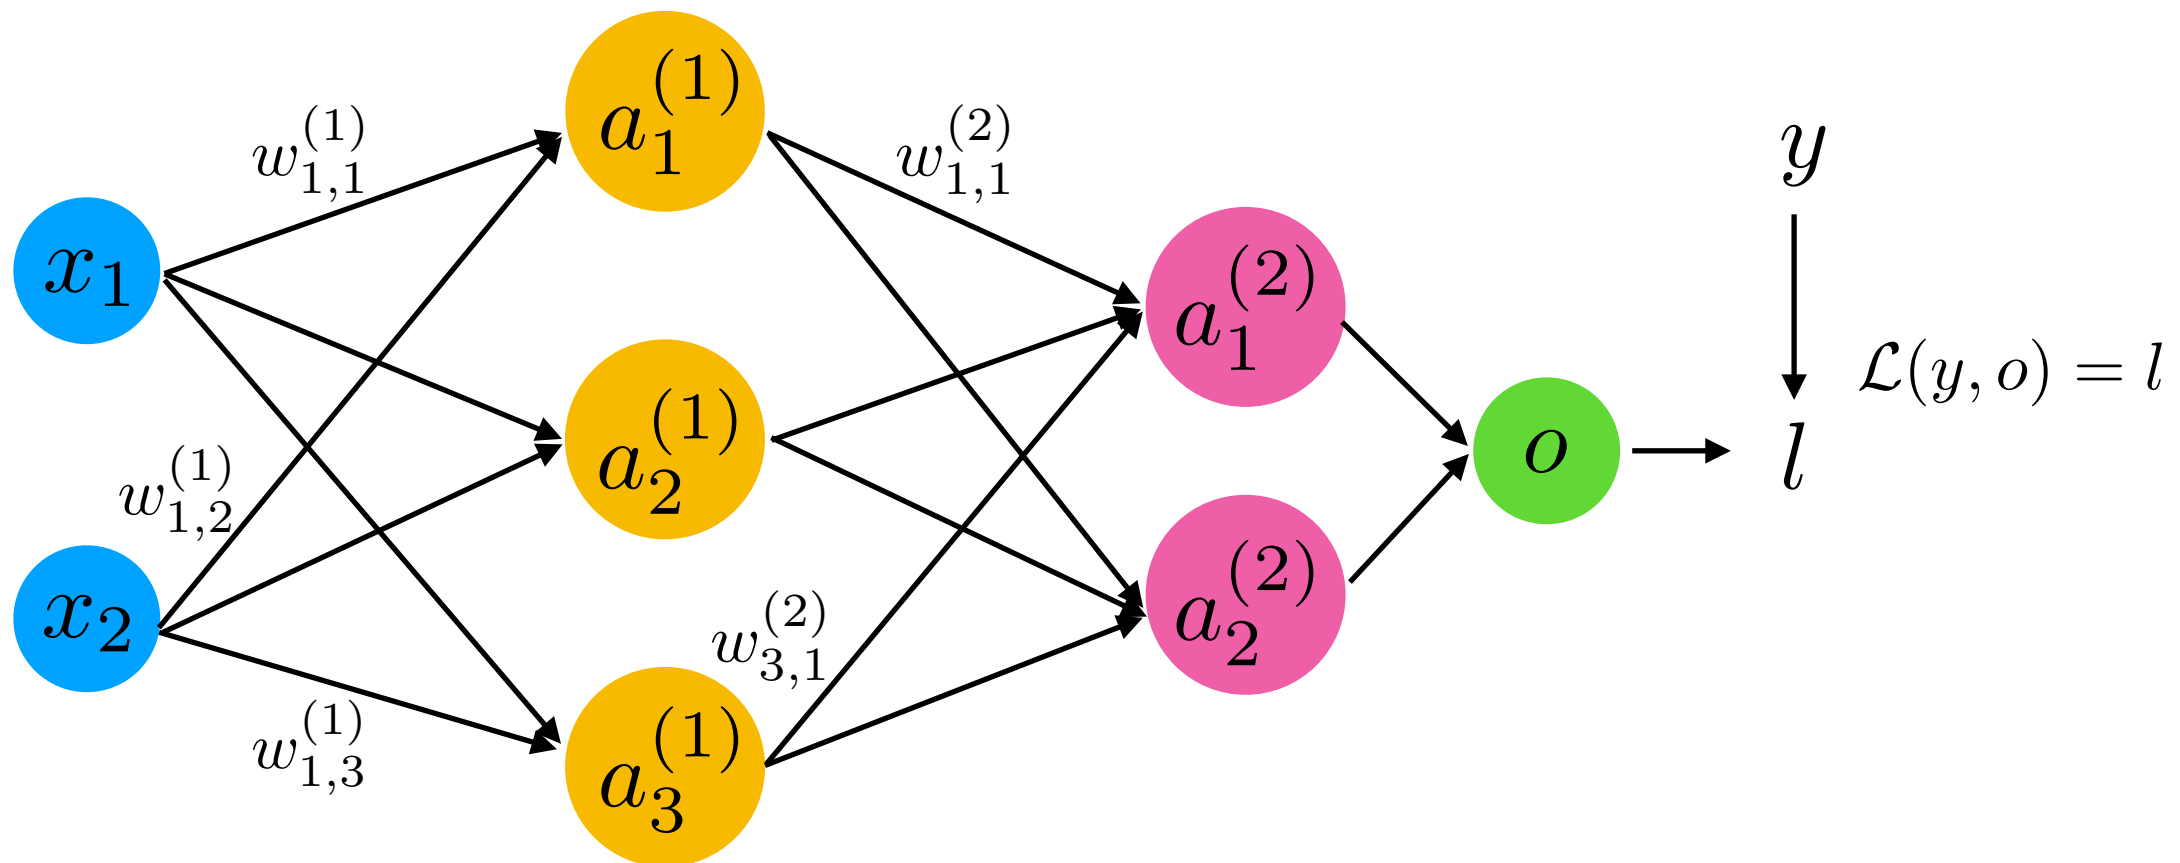 x_1
x_2
w_{1,1}^{(1)}
w_{1,2}^{(1)}
w_{1,3}^{(1)}
a_1^{(1)}
a_2^{(1)}
a_3^{(1)}
w_{1,1}^{(2)}
w_{3,1}^{(2)}
a_1^{(2)}
a_2^{(2)}
o
y
l
\mathcal{L}(y, o) = l